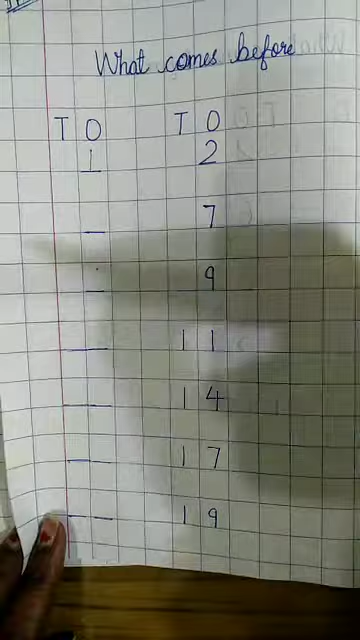 What comes before
T O T O
1 2
_ 7
_ 9
_ _ 1 1
_ _ 1 4
_ _ 1 7
_ _ 1 9